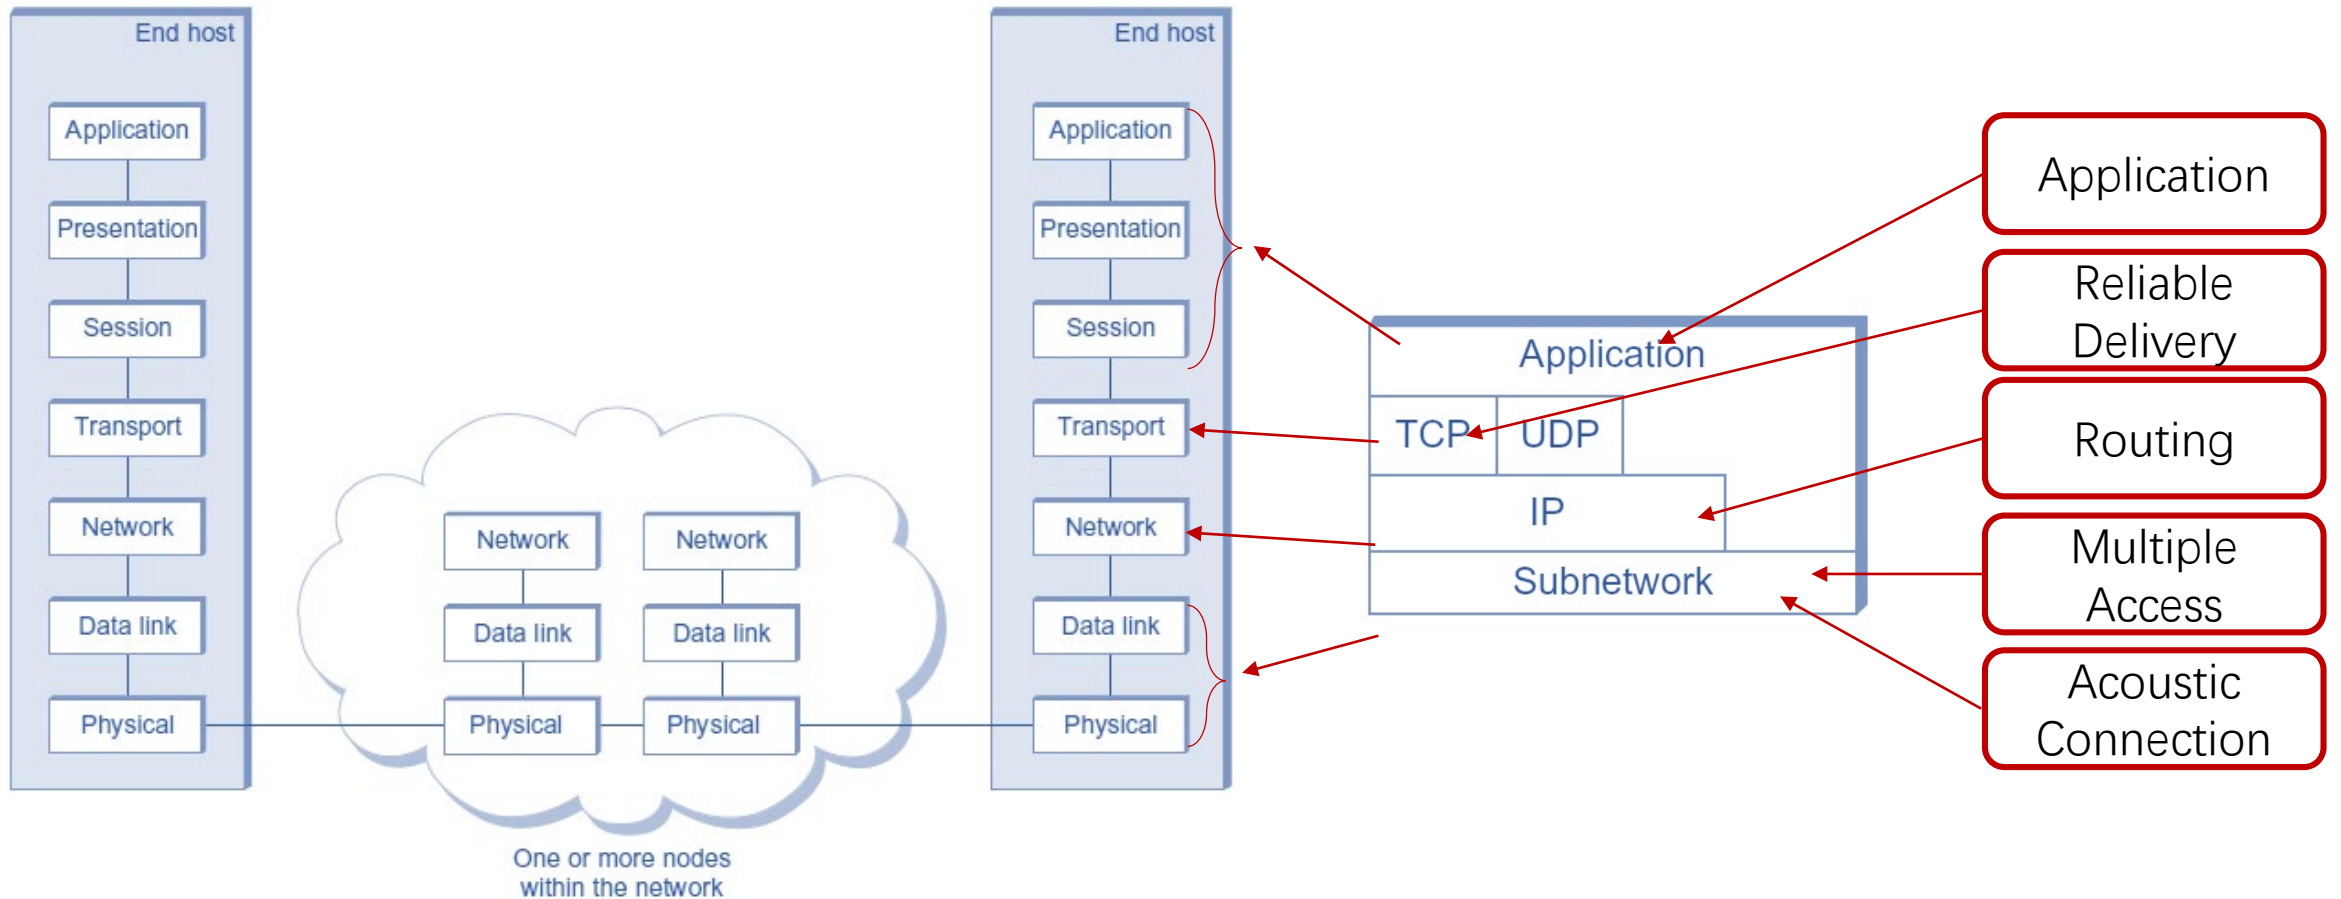 End host
Application
Presentation
Session
Transport
Network
Data link
Physical
Network
Data link
Physical
Network
Data link
Physical
One or more nodes
within the network
End host
Application
Presentation
Session
Transport
Network
Data link
Physical
Application
TCP
UDP
IP
Subnetwork
Application
Reliable
Delivery
Routing
Multiple
Access
Acoustic
Connection